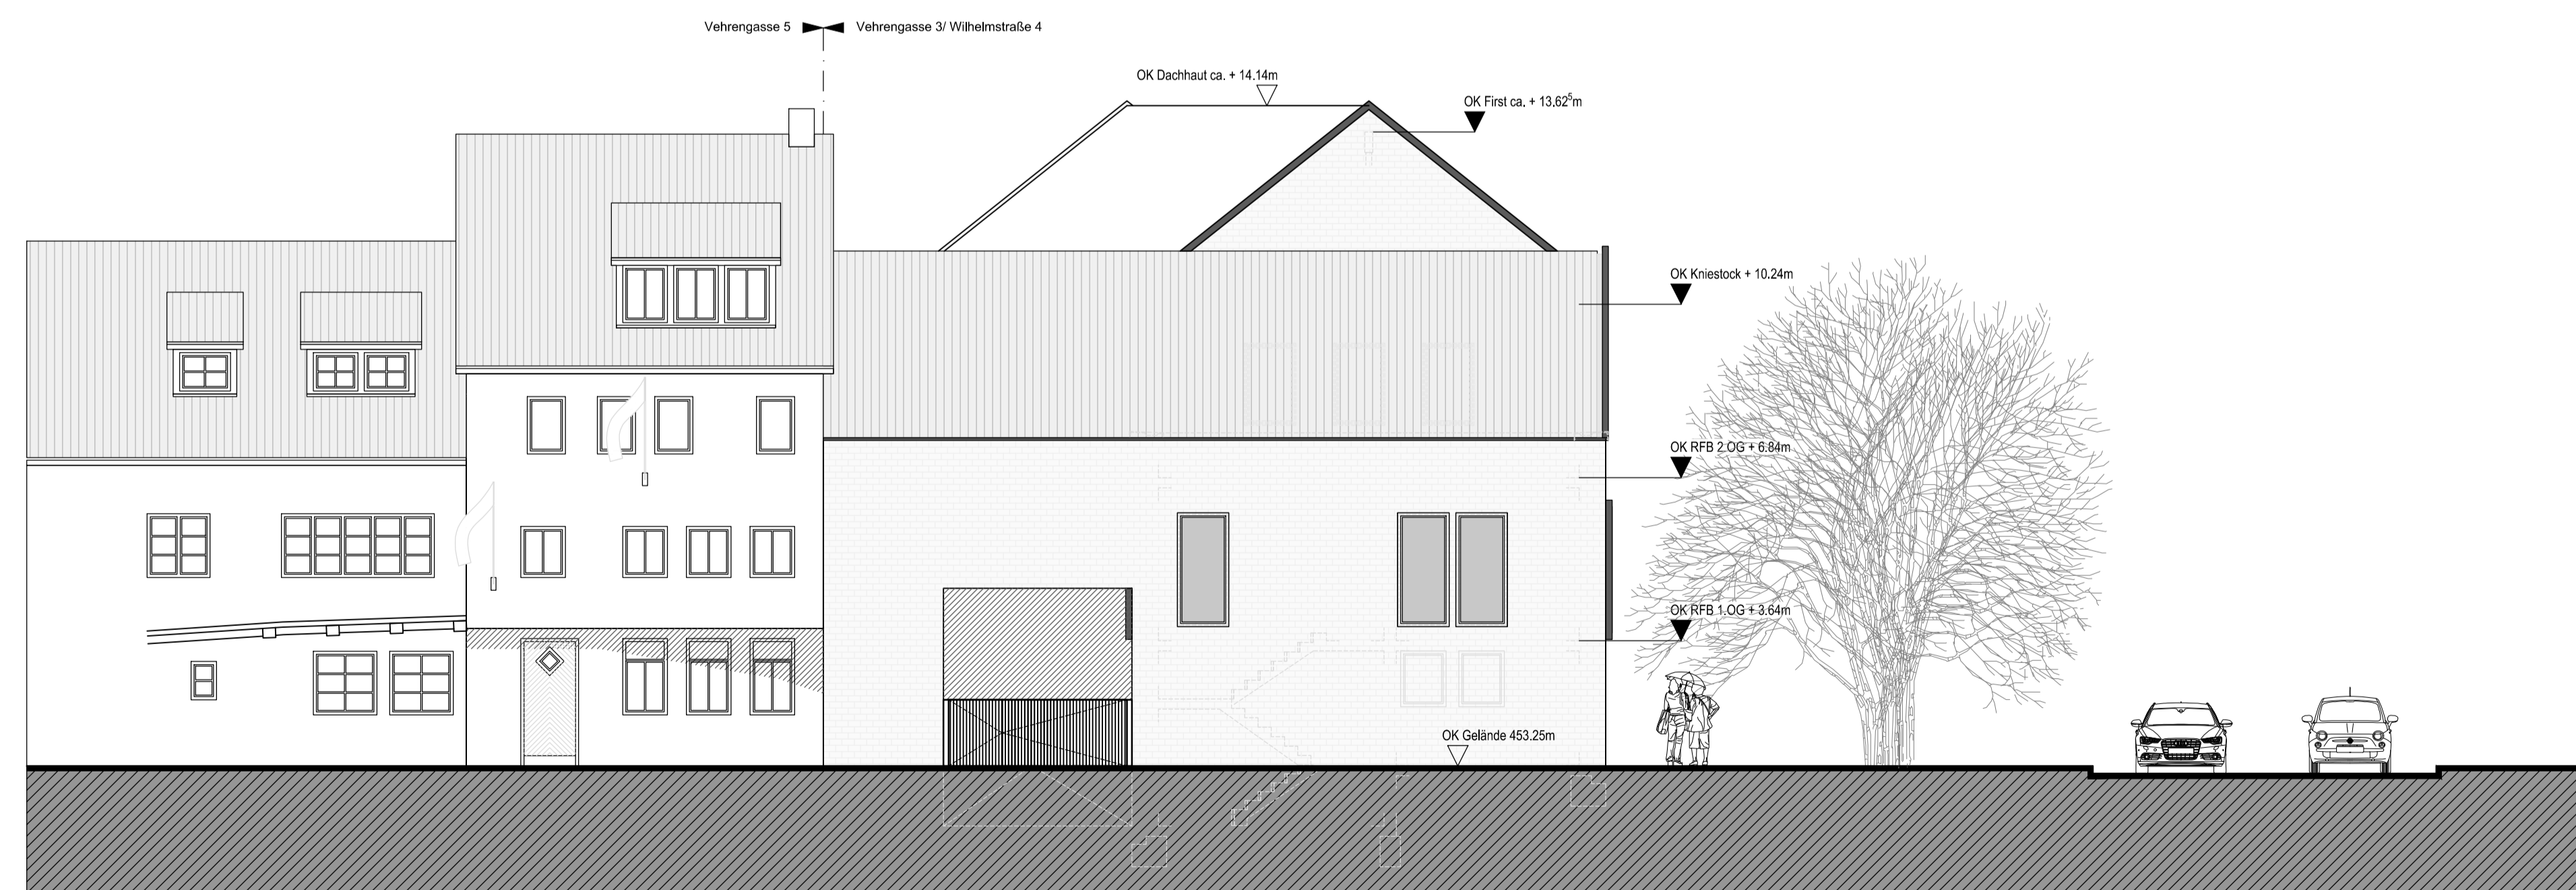 Vehrengasse 5
Vehrengasse 3/ Wilhelmstraße 4
OK Dachhaut ca. + 14.14m
OK First ca. + 13.62⁵m
OK Kniestock + 10.24m
OK RFB 2.OG + 6.84m
OK RFB 1.OG + 3.64m
OK Gelände 453.25m